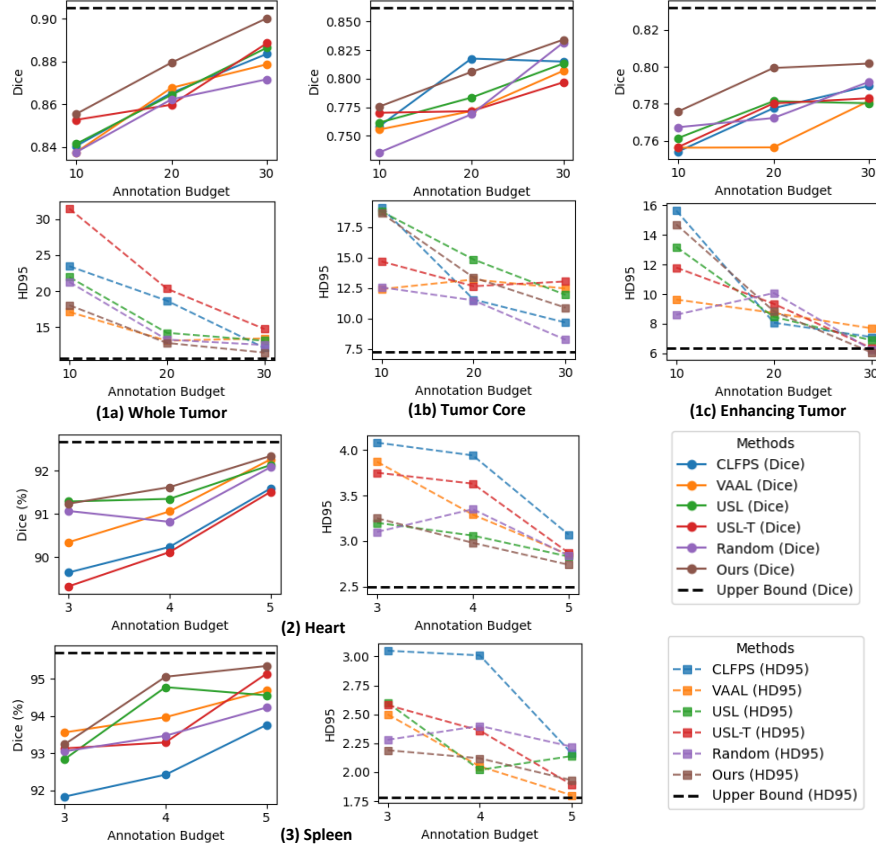 0.90
0.88
0.86
0.84
Dice
10
20
30
Annotation Budget
0.850
0.825
0.800
0.775
0.750
Dice
10
20
30
Annotation Budget
0.82
0.80
0.78
0.76
Dice
10
20
30
Annotation Budget
30
25
20
15
HD95
10
20
30
Annotation Budget
(1a) Whole Tumor
17.5
15.0
12.5
10.0
7.5
HD95
10
20
30
Annotation Budget
(1b) Tumor Core
16
14
12
10
8
6
HD95
10
20
30
Annotation Budget
(1c) Enhancing Tumor
92
91
90
Dice (%)
3
4
5
Annotation Budget
4.0
3.5
3.0
2.5
HD95
3
4
5
Annotation Budget
(2) Heart
Methods
CLFPS (Dice)
VAAL (Dice)
USL (Dice)
USL-T (Dice)
Random (Dice)
Ours (Dice)
Upper Bound (Dice)
95
94
93
92
Dice (%)
3
4
5
Annotation Budget
3.00
2.75
2.50
2.25
2.00
1.75
HD95
3
4
5
Annotation Budget
(3) Spleen
Methods
CLFPS (HD95)
VAAL (HD95)
USL (HD95)
USL-T (HD95)
Random (HD95)
Ours (HD95)
Upper Bound (HD95)